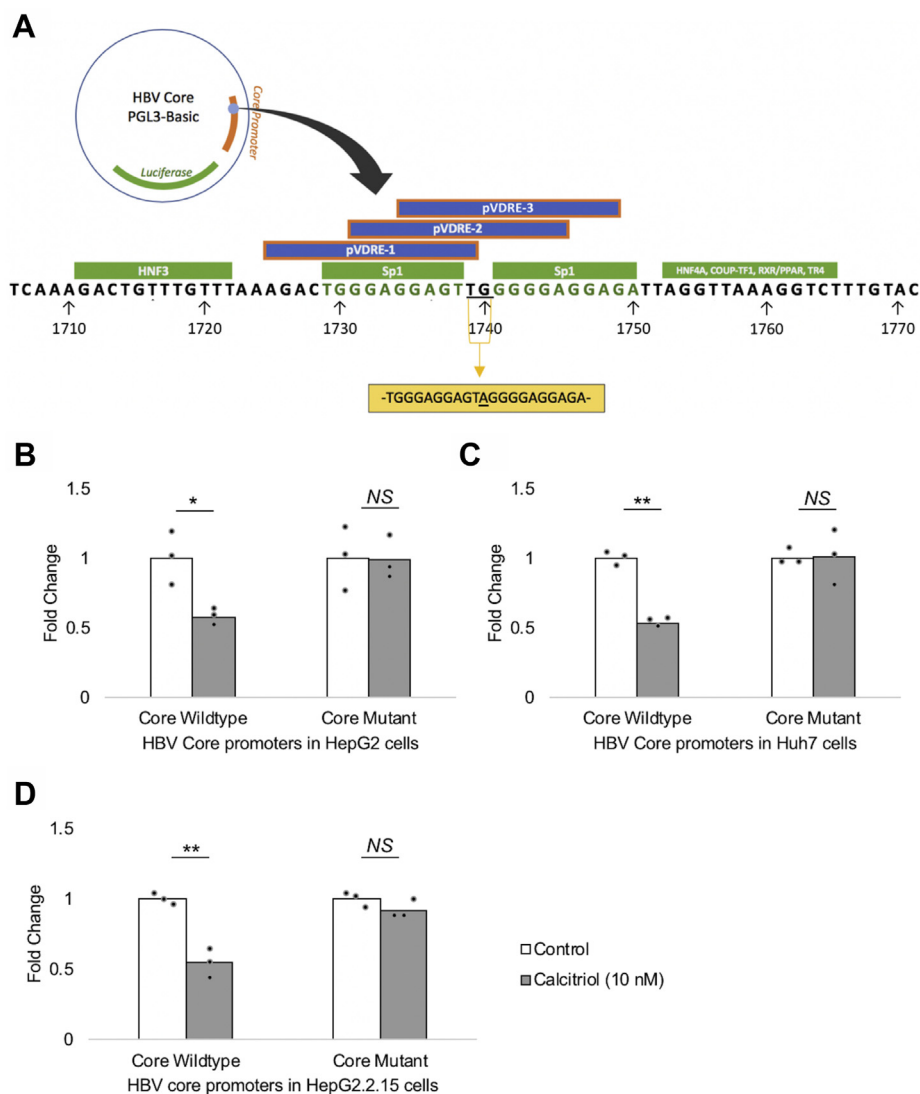 A
HBV Core
PGL3-Basic
Core Promoter
Luciferase
pVDRE-3
pVDRE-2
pVDRE-1
HNF3
Sp1
Sp1
HNF4A, COUP-TF1, RXR/PPAR, TR4
TCAAAGACTGTTTGTTTAAAGACTGGGAGGAGTTGGGGGAGGAGATTAGGTTAAAGGTCTTTGTAC
1710
1720
1730
1740
1750
1760
1770
-TGGGAGGAGTAGGGGAGGAGA-
B
1.5
1
0.5
0
Fold Change
*
NS
Core Wildtype
Core Mutant
HBV Core promoters in HepG2 cells
C
1.5
1
0.5
0
Fold Change
**
NS
Core Wildtype
Core Mutant
HBV Core promoters in Huh7 cells
D
1.5
1
0.5
0
Fold Change
**
NS
Core Wildtype
Core Mutant
HBV core promoters in HepG2.2.15 cells
Control
Calcitriol (10 nM)